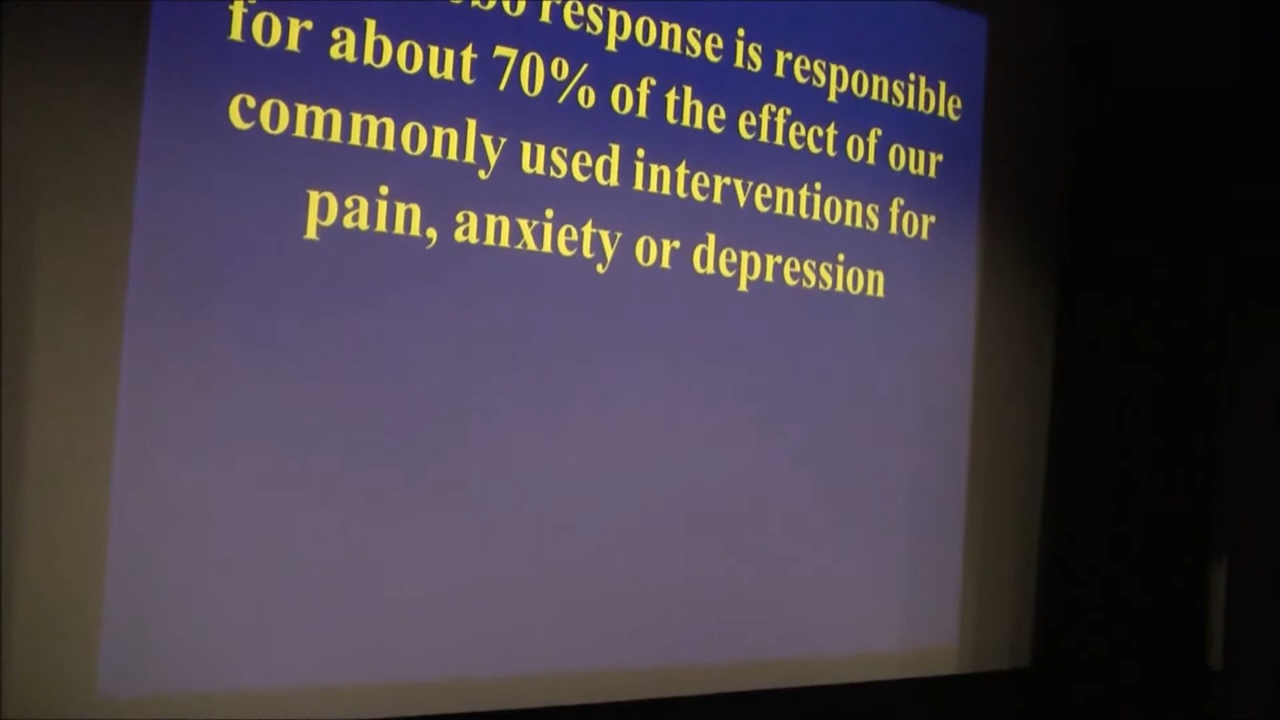 response is responsible
for about 70% of the effect of our
commonly used interventions for
pain, anxiety or depression